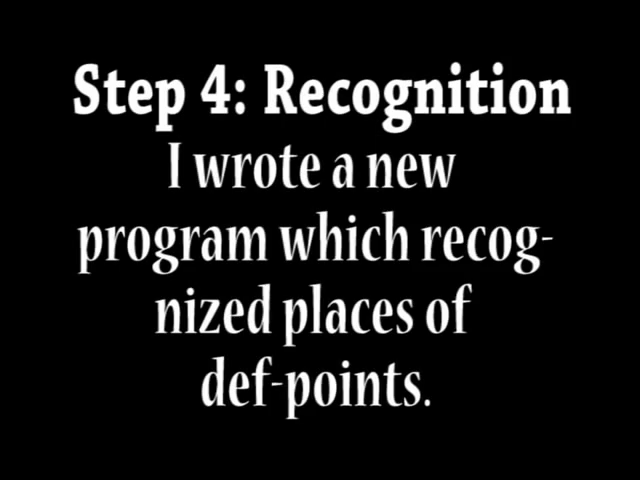 Step 4: Recognition
I wrote a new
program which recog-
nized places of
def-points.